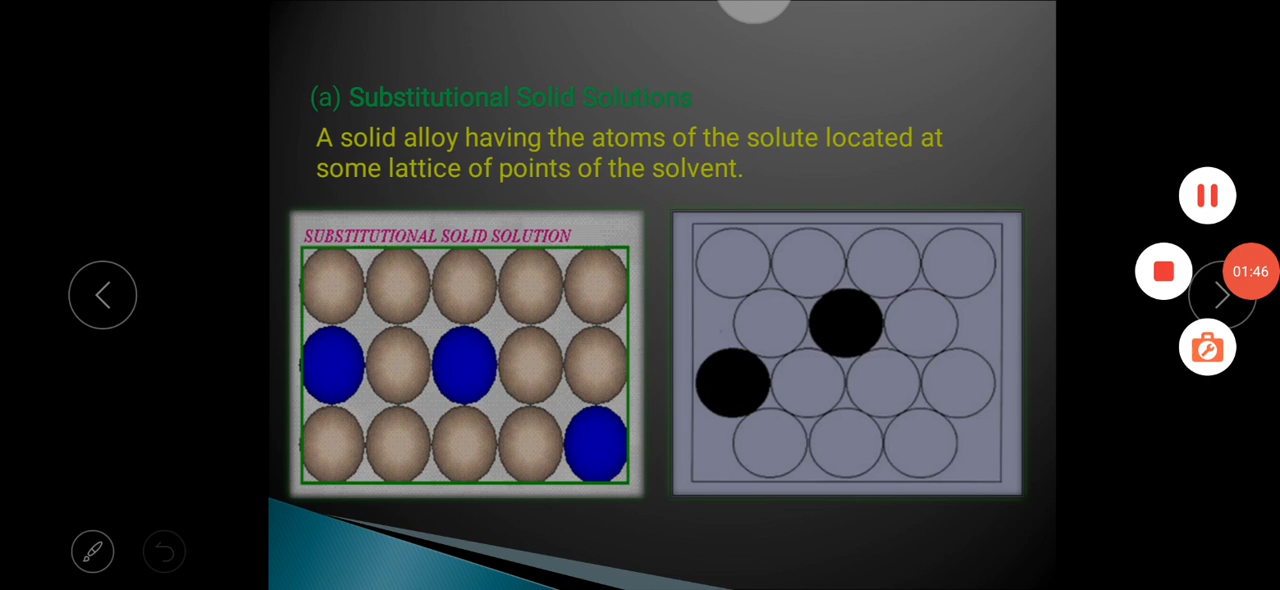 (a) Substitutional Solid Solutions
A solid alloy having the atoms of the solute located at
some lattice of points of the solvent.
SUBSTITUTIONAL SOLID SOLUTION
01:46